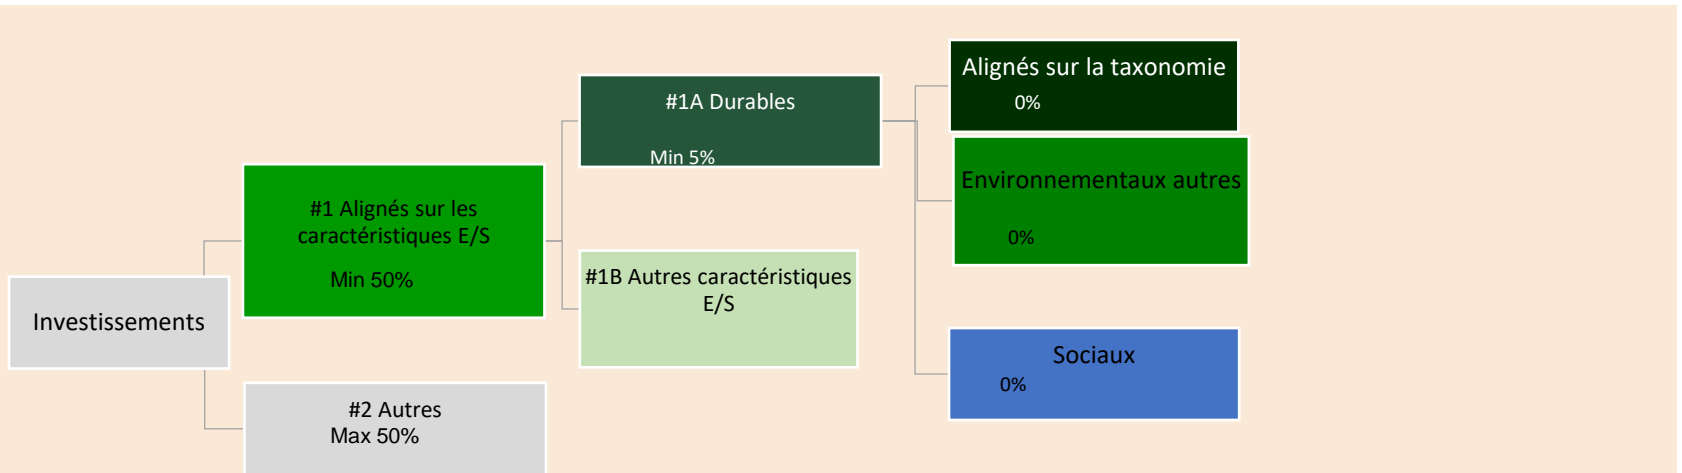 Investissements
#1 Alignés sur les
caractéristiques E/S
Min 50%
#2 Autres
Max 50%
#1A Durables
Min 5%
#1B Autres caractéristiques
E/S
Alignés sur la taxonomie
0%
Environnementaux autres
0%
Sociaux
0%